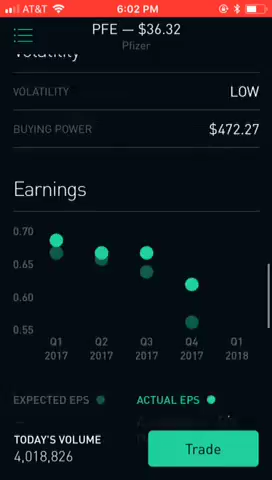 AT&T 6:02 PM
PFE — $36.32
Pfizer
Volatility
VOLATILITY LOW
BUYING POWER $472.27
Earnings
0.70
0.65
0.60
0.55
Q1 Q2 Q3 Q4 Q1
2017 2017 2017 2017 2018
EXPECTED EPS ACTUAL EPS
TODAY'S VOLUME
4,018,826
Trade